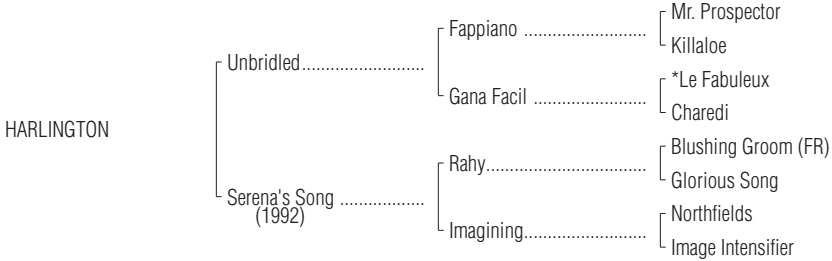 Mr. Prospector
Fappiano ........................
Killaloe
Unbridled........................
*Le Fabuleux
Gana Facil ......................
Charedi
HARLINGTON
Blushing Groom (FR)
Rahy................................
Glorious Song
Serena's Song ................
(1992)
Northfields
Imagining........................
Image Intensifier